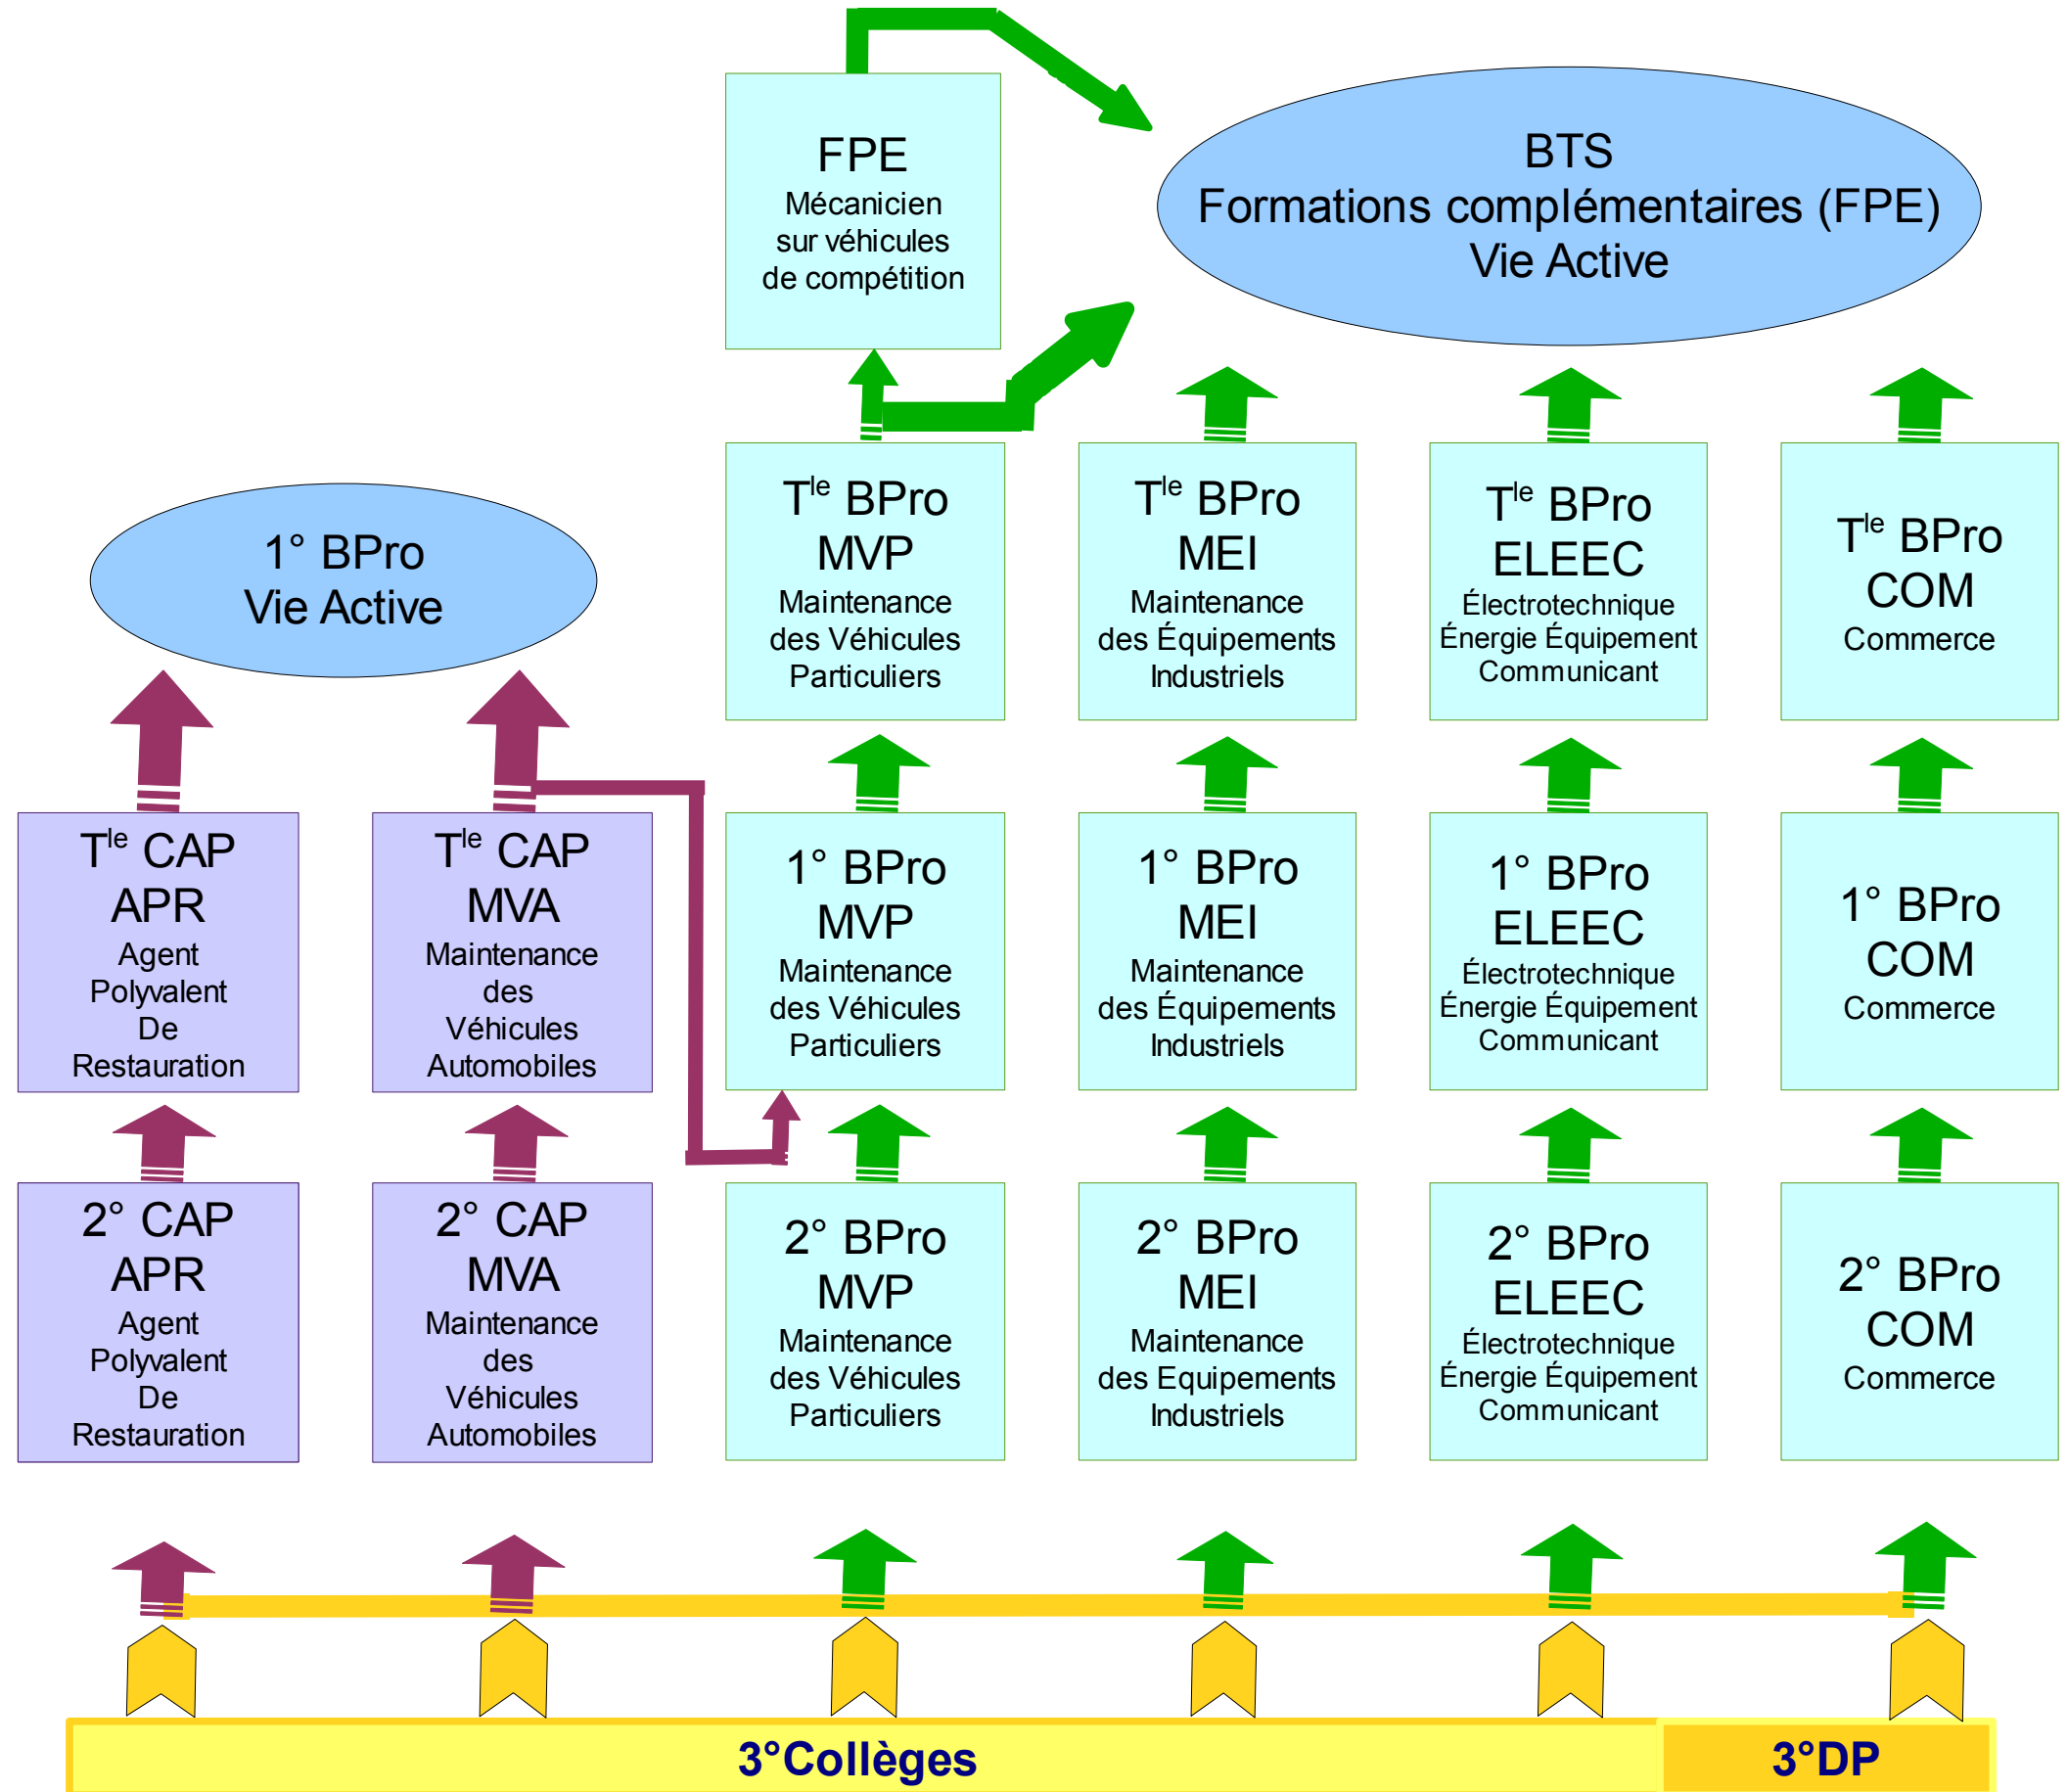 FPE
Mécanicien
sur véhicules
de compétition
BTS
Formations complémentaires (FPE)
Vie Active
1° BPro
Vie Active
Tle BPro
MVP
Maintenance
des Véhicules
Particuliers
Tle BPro
MEI
Maintenance
des Équipements
Industriels
Tle BPro
ELEEC
Électrotechnique
Énergie Équipement
Communicant
Tle BPro
COM
Commerce
Tle CAP
APR
Agent
Polyvalent
De
Restauration
Tle CAP
MVA
Maintenance
des
Véhicules
Automobiles
1° BPro
MVP
Maintenance
des Véhicules
Particuliers
1° BPro
MEI
Maintenance
des Équipements
Industriels
1° BPro
ELEEC
Électrotechnique
Énergie Équipement
Communicant
1° BPro
COM
Commerce
2° CAP
APR
Agent
Polyvalent
De
Restauration
2° CAP
MVA
Maintenance
des
Véhicules
Automobiles
2° BPro
MVP
Maintenance
des Véhicules
Particuliers
2° BPro
MEI
Maintenance
des Equipements
Industriels
2° BPro
ELEEC
Électrotechnique
Énergie Équipement
Communicant
2° BPro
COM
Commerce
3°Collèges
3°DP